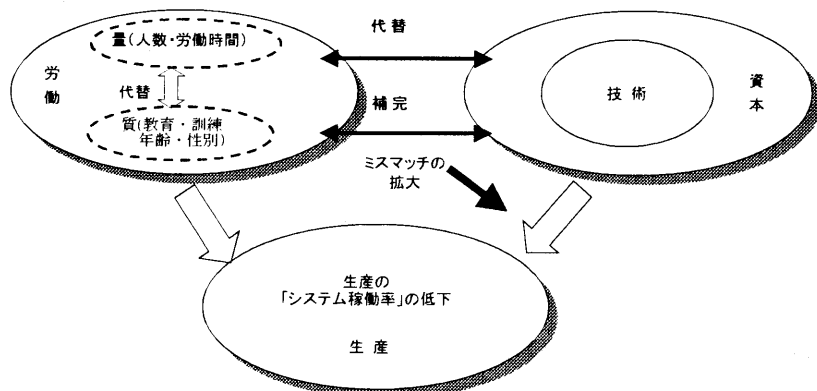 量(人数・労働時間)
労働
代替
質(教育・訓練
年齢・性別)
代替
補完
技術
資本
ミスマッチの
拡大
生産の
「システム稼働率」の低下
生産